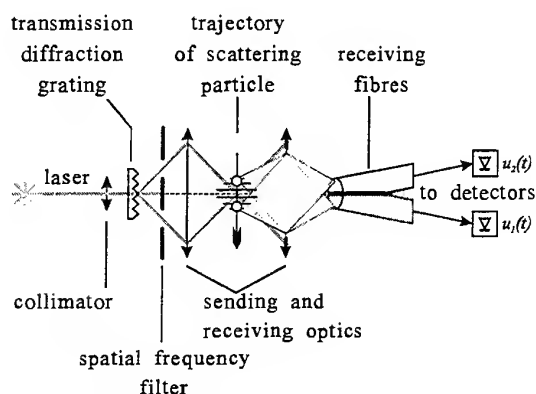 transmission
diffraction
grating
trajectory
of scattering
particle
receiving
fibres
laser
u₂(t)
to detectors
u₁(t)
collimator
sending and
receiving optics
spatial frequency
filter